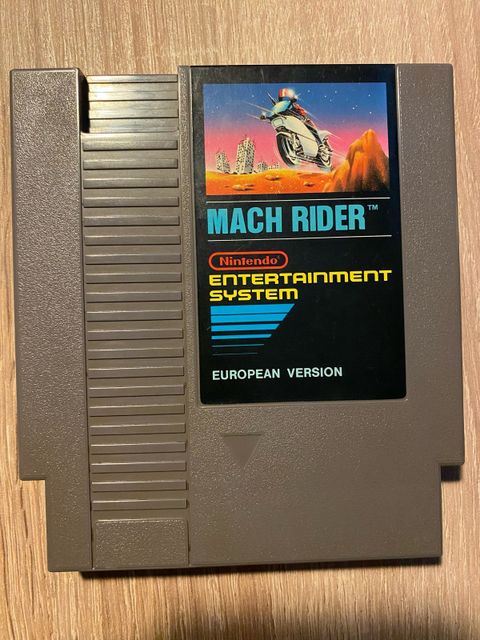 MACH RIDER™
Nintendo®
ENTERTAINMENT
SYSTEM
EUROPEAN VERSION